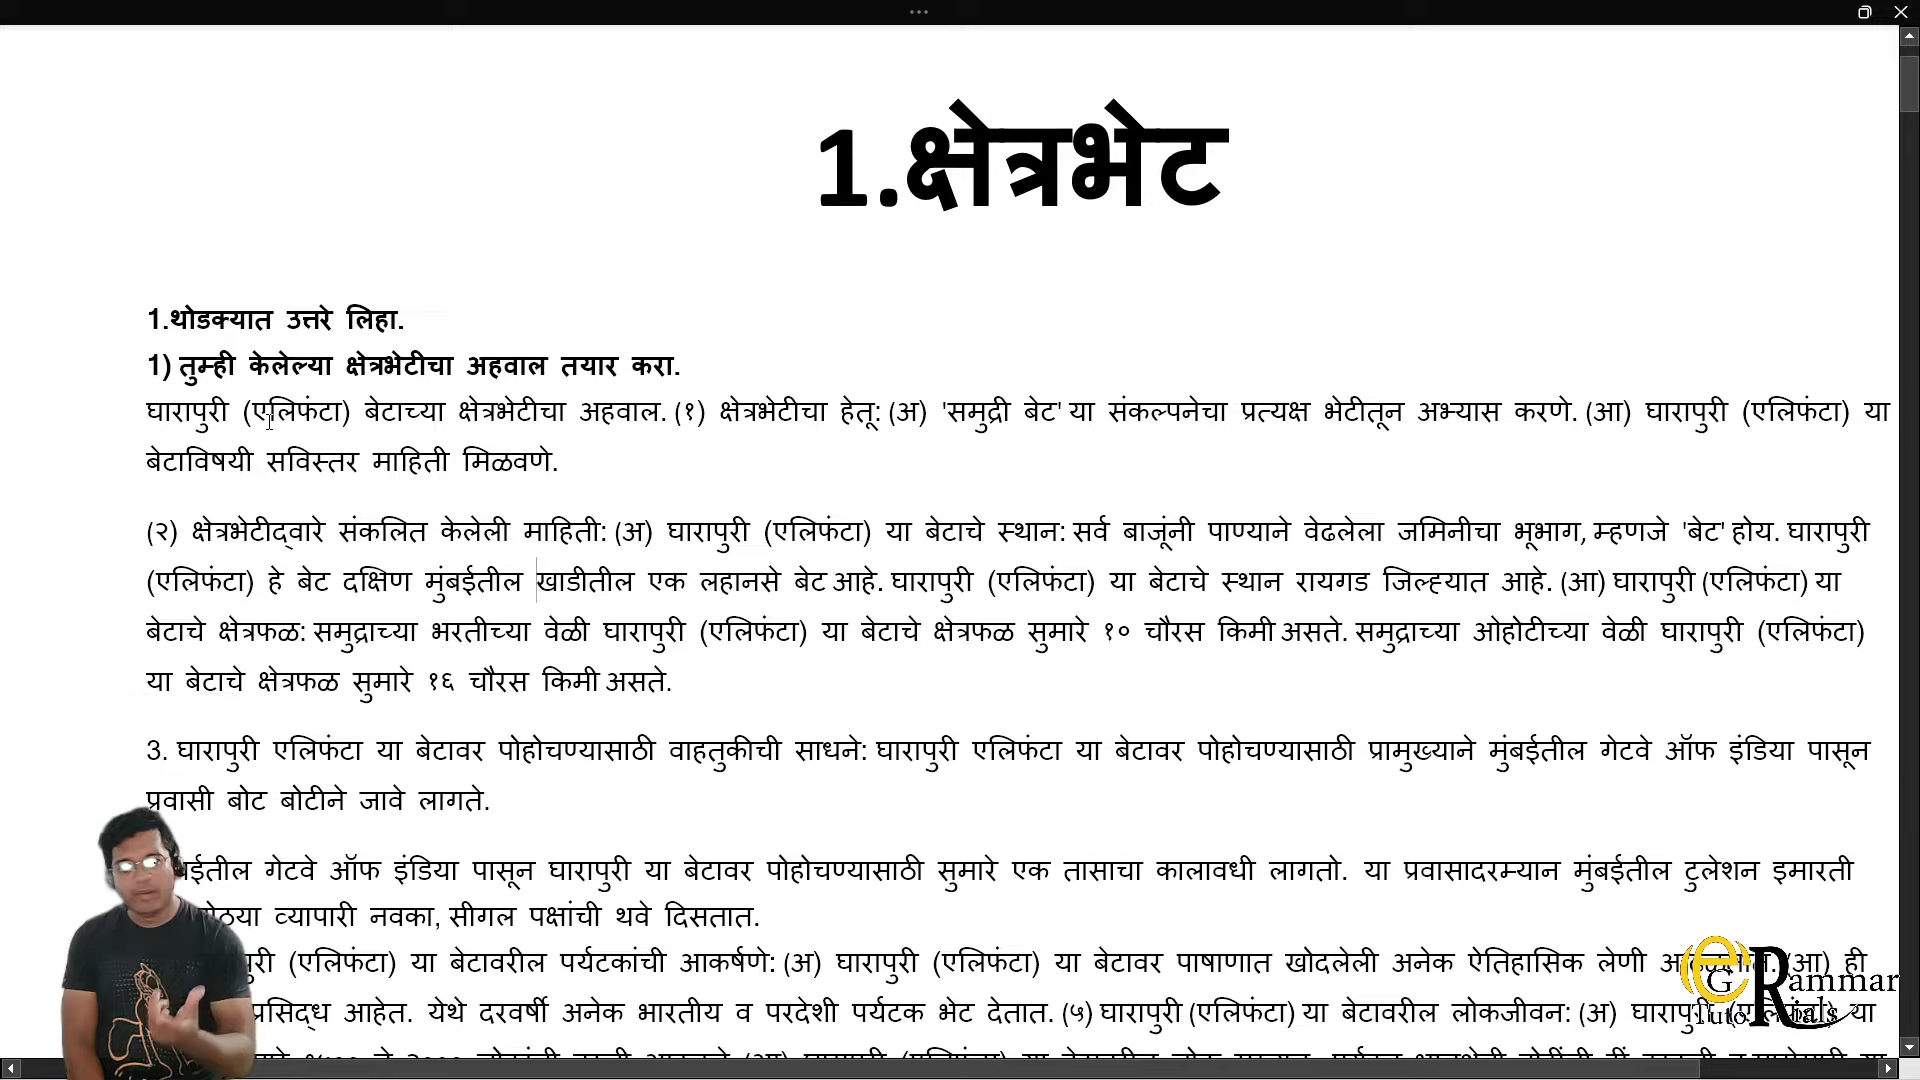 1.क्षेत्रभेट
1.थोडक्यात उत्तरे लिहा.
1) तुम्ही केलेल्या क्षेत्रभेटीचा अहवाल तयार करा.
घारापुरी (एलिफंटा) बेटाच्या क्षेत्रभेटीचा अहवाल. (१) क्षेत्रभेटीचा हेतू: (अ) 'समुद्री बेट' या संकल्पनेचा प्रत्यक्ष भेटीतून अभ्यास करणे. (आ) घारापुरी (एलिफंटा) या
बेटाविषयी सविस्तर माहिती मिळवणे.
(२) क्षेत्रभेटीद्वारे संकलित केलेली माहिती: (अ) घारापुरी (एलिफंटा) या बेटाचे स्थान: सर्व बाजूंनी पाण्याने वेढलेला जमिनीचा भूभाग, म्हणजे 'बेट' होय. घारापुरी
(एलिफंटा) हे बेट दक्षिण मुंबईतील खाडीतील एक लहानसे बेट आहे. घारापुरी (एलिफंटा) या बेटाचे स्थान रायगड जिल्ह्यात आहे. (आ) घारापुरी (एलिफंटा) या
बेटाचे क्षेत्रफळ: समुद्राच्या भरतीच्या वेळी घारापुरी (एलिफंटा) या बेटाचे क्षेत्रफळ सुमारे १० चौरस किमी असते. समुद्राच्या ओहोटीच्या वेळी घारापुरी (एलिफंटा)
या बेटाचे क्षेत्रफळ सुमारे १६ चौरस किमी असते.
3. घारापुरी एलिफंटा या बेटावर पोहोचण्यासाठी वाहतुकीची साधने: घारापुरी एलिफंटा या बेटावर पोहोचण्यासाठी प्रामुख्याने मुंबईतील गेटवे ऑफ इंडिया पासून
प्रवासी बोट बोटीने जावे लागते.
गेटवे ऑफ इंडिया पासून घारापुरी या बेटावर पोहोचण्यासाठी सुमारे एक तासाचा कालावधी लागतो. या प्रवासादरम्यान मुंबईतील टुलेशन इमारती
व्यापारी नवका, सीगल पक्षांची थवे दिसतात.
(एलिफंटा) या बेटावरील पर्यटकांची आकर्षणे: (अ) घारापुरी (एलिफंटा) या बेटावर पाषाणात खोदलेली अनेक ऐतिहासिक लेणी (आ) ही
प्रसिद्ध आहेत. येथे दरवर्षी अनेक भारतीय व परदेशी पर्यटक भेट देतात. (५) घारापुरी (एलिफंटा) या बेटावरील लोकजीवन: (अ) घारापुरी (एलिफंटा) या
eGRammar
Tutorials